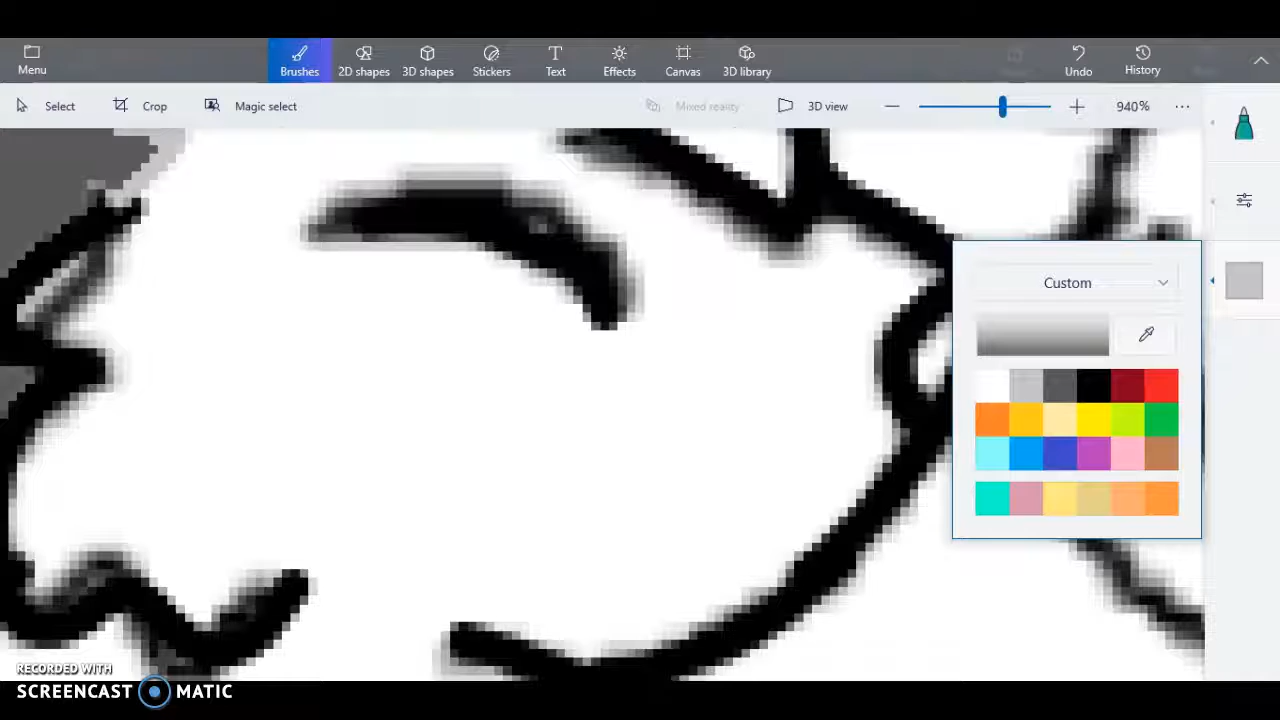 Menu
Brushes
2D shapes
3D shapes
Stickers
Text
Effects
Canvas
3D library
Undo
History
Select
Crop
Magic select
Mixed reality
3D view
940%
Custom
RECORDED WITH
SCREENCAST MATIC